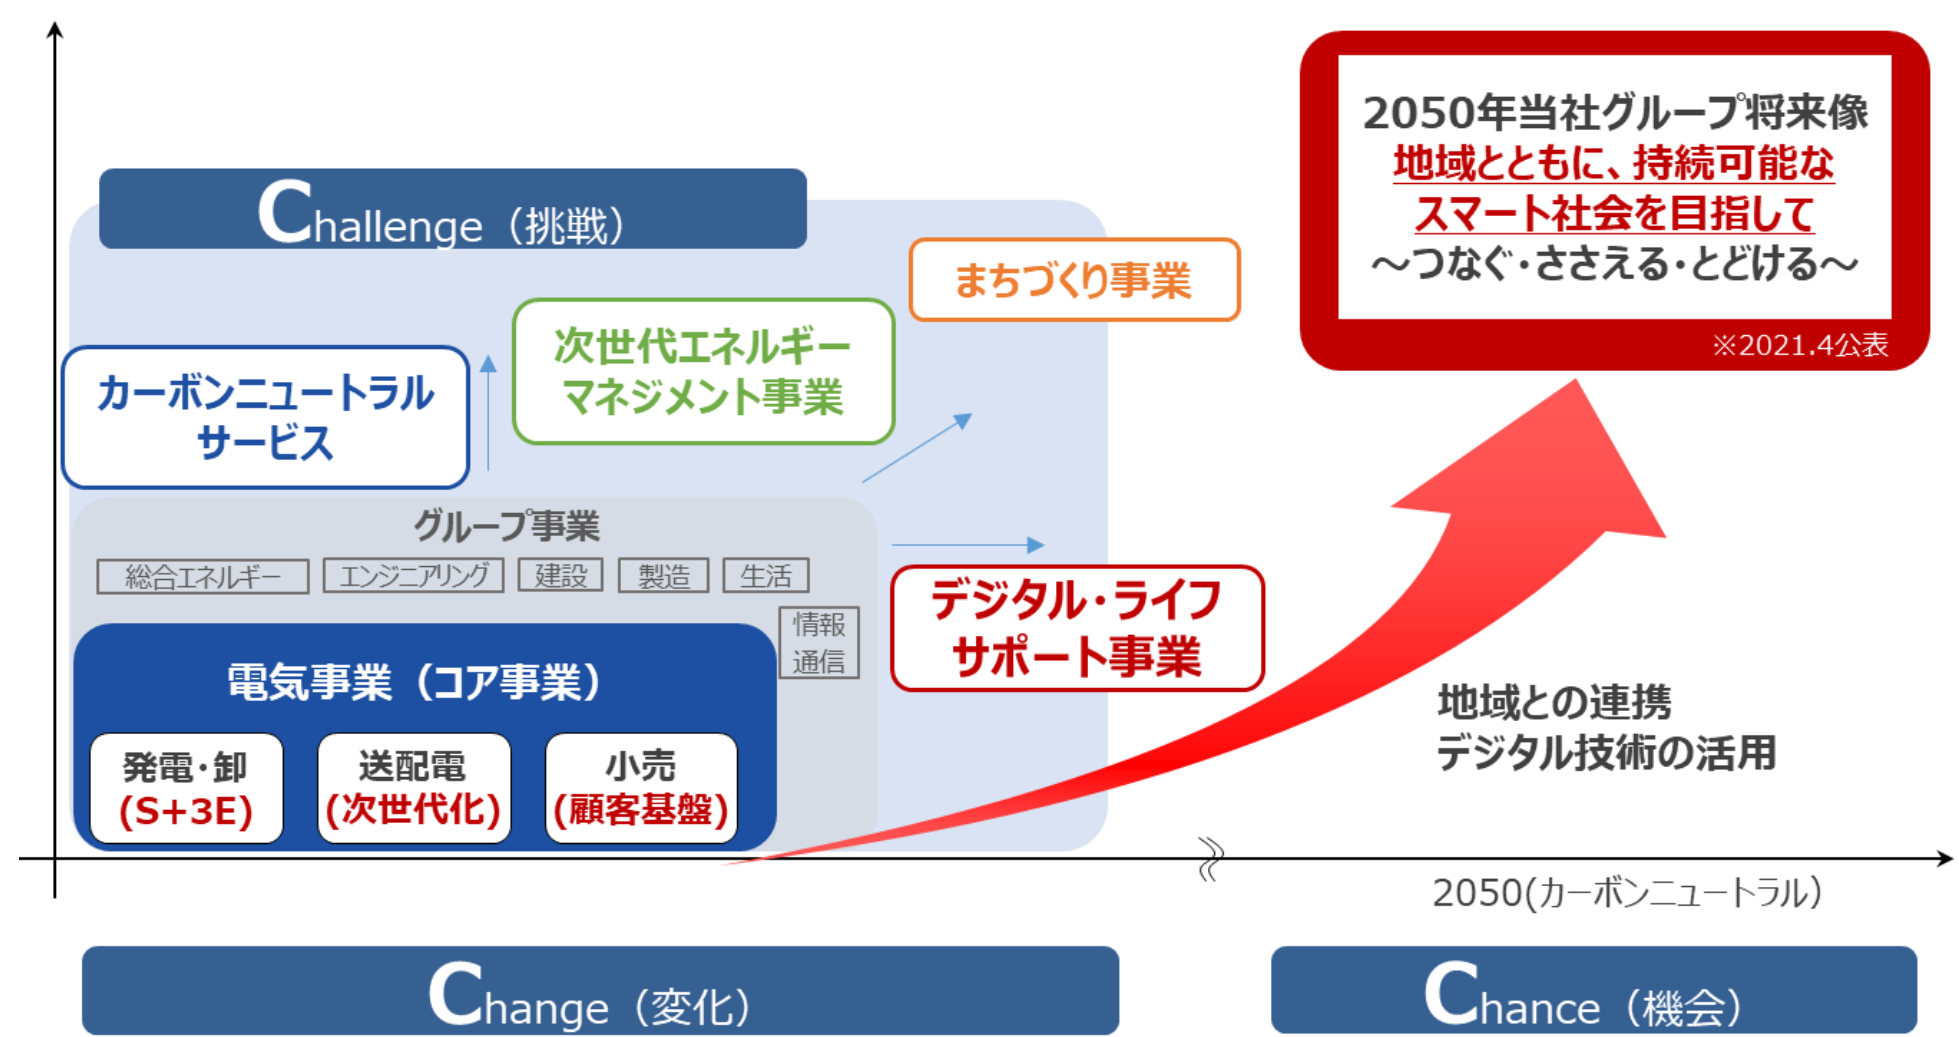 2050年当社グループ将来像
地域とともに、持続可能な
スマート社会を目指して
～つなぐ・ささえる・とどける～
※2021.4公表
Challenge（挑戦）
まちづくり事業
次世代エネルギー
マネジメント事業
カーボンニュートラル
サービス
グループ事業
総合エネルギー
エンジニアリング
建設
製造
生活
情報
通信
デジタル・ライフ
サポート事業
電気事業（コア事業）
発電・卸
(S+3E)
送配電
(次世代化)
小売
(顧客基盤)
地域との連携
デジタル技術の活用
2050(カーボンニュートラル）
Change（変化）
Chance（機会）